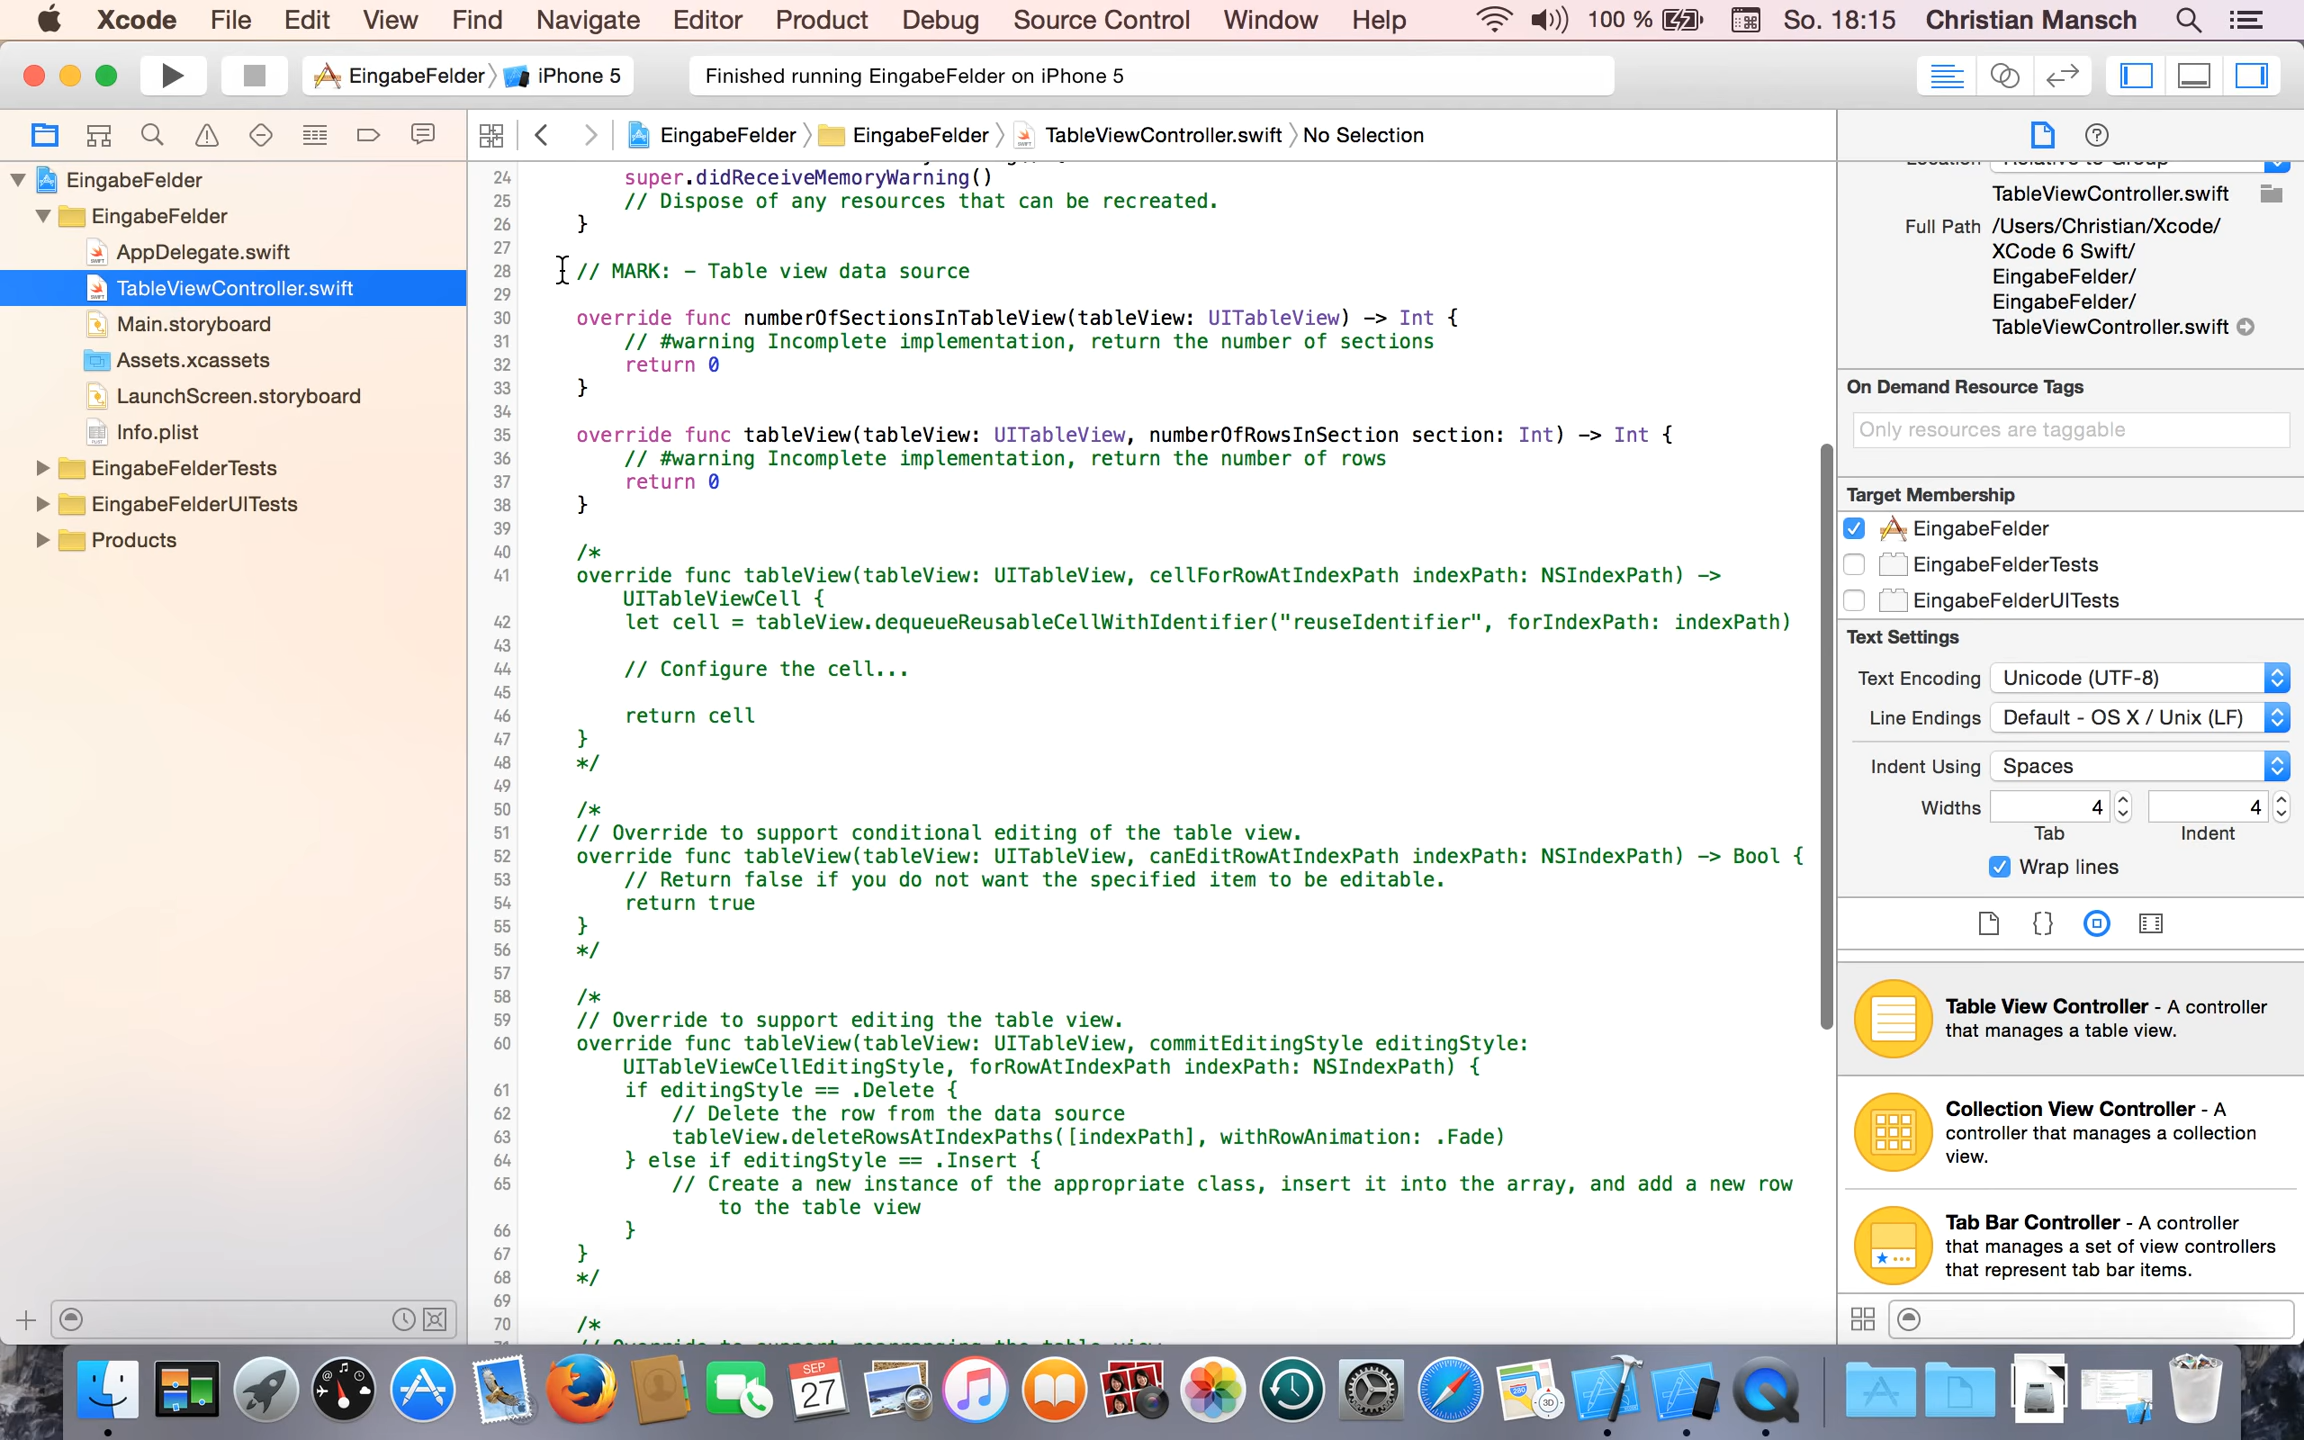 Xcode File Edit View Find Navigate Editor Product Debug Source Control Window Help 100 % So. 18:15 Christian Mansch
EingabeFelder iPhone 5 Finished running EingabeFelder on iPhone 5
EingabeFelder EingabeFelder TableViewController.swift No Selection
EingabeFelder
EingabeFelder
AppDelegate.swift
TableViewController.swift
Main.storyboard
Assets.xcassets
LaunchScreen.storyboard
Info.plist
EingabeFelderTests
EingabeFelderUITests
Products
24 super.didReceiveMemoryWarning()
25 // Dispose of any resources that can be recreated.
26 }
27
28 // MARK: - Table view data source
29
30 override func numberOfSectionsInTableView(tableView: UITableView) -> Int {
31 // #warning Incomplete implementation, return the number of sections
32 return 0
33 }
34
35 override func tableView(tableView: UITableView, numberOfRowsInSection section: Int) -> Int {
36 // #warning Incomplete implementation, return the number of rows
37 return 0
38 }
39
40 /*
41 override func tableView(tableView: UITableView, cellForRowAtIndexPath indexPath: NSIndexPath) ->
UITableViewCell {
42 let cell = tableView.dequeueReusableCellWithIdentifier("reuseIdentifier", forIndexPath: indexPath)
43
44 // Configure the cell...
45
46 return cell
47 }
48 */
49
50 /*
51 // Override to support conditional editing of the table view.
52 override func tableView(tableView: UITableView, canEditRowAtIndexPath indexPath: NSIndexPath) -> Bool {
53 // Return false if you do not want the specified item to be editable.
54 return true
55 }
56 */
57
58 /*
59 // Override to support editing the table view.
60 override func tableView(tableView: UITableView, commitEditingStyle editingStyle:
UITableViewCellEditingStyle, forRowAtIndexPath indexPath: NSIndexPath) {
61 if editingStyle == .Delete {
62 // Delete the row from the data source
63 tableView.deleteRowsAtIndexPaths([indexPath], withRowAnimation: .Fade)
64 } else if editingStyle == .Insert {
65 // Create a new instance of the appropriate class, insert it into the array, and add a new row
to the table view
66 }
67 }
68 */
69
70 /*
TableViewController.swift
Full Path /Users/Christian/Xcode/
XCode 6 Swift/
EingabeFelder/
EingabeFelder/
TableViewController.swift
On Demand Resource Tags
Only resources are taggable
Target Membership
EingabeFelder
EingabeFelderTests
EingabeFelderUITests
Text Settings
Text Encoding Unicode (UTF-8)
Line Endings Default - OS X / Unix (LF)
Indent Using Spaces
Widths 4 4
Tab Indent
Wrap lines
Table View Controller - A controller
that manages a table view.
Collection View Controller - A
controller that manages a collection
view.
Tab Bar Controller - A controller
that manages a set of view controllers
that represent tab bar items.
SEP
27
280
3D